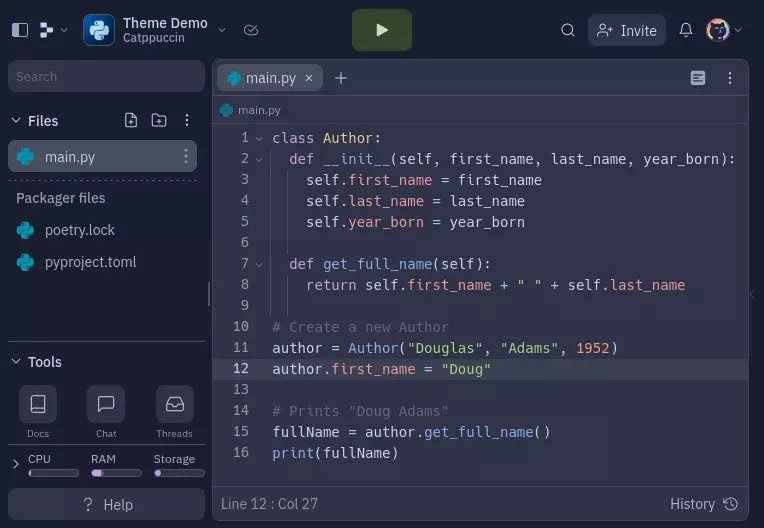 Theme Demo
Catppuccin
Invite
Search
Files
main.py
Packager files
poetry.lock
pyproject.toml
Tools
Docs Chat Threads
CPU RAM Storage
? Help
main.py × +
main.py
1 class Author:
2   def __init__(self, first_name, last_name, year_born):
3     self.first_name = first_name
4     self.last_name = last_name
5     self.year_born = year_born
6
7   def get_full_name(self):
8     return self.first_name + " " + self.last_name
9
10 # Create a new Author
11 author = Author("Douglas", "Adams", 1952)
12 author.first_name = "Doug"
13
14 # Prints "Doug Adams"
15 fullName = author.get_full_name()
16 print(fullName)
Line 12 : Col 27
History